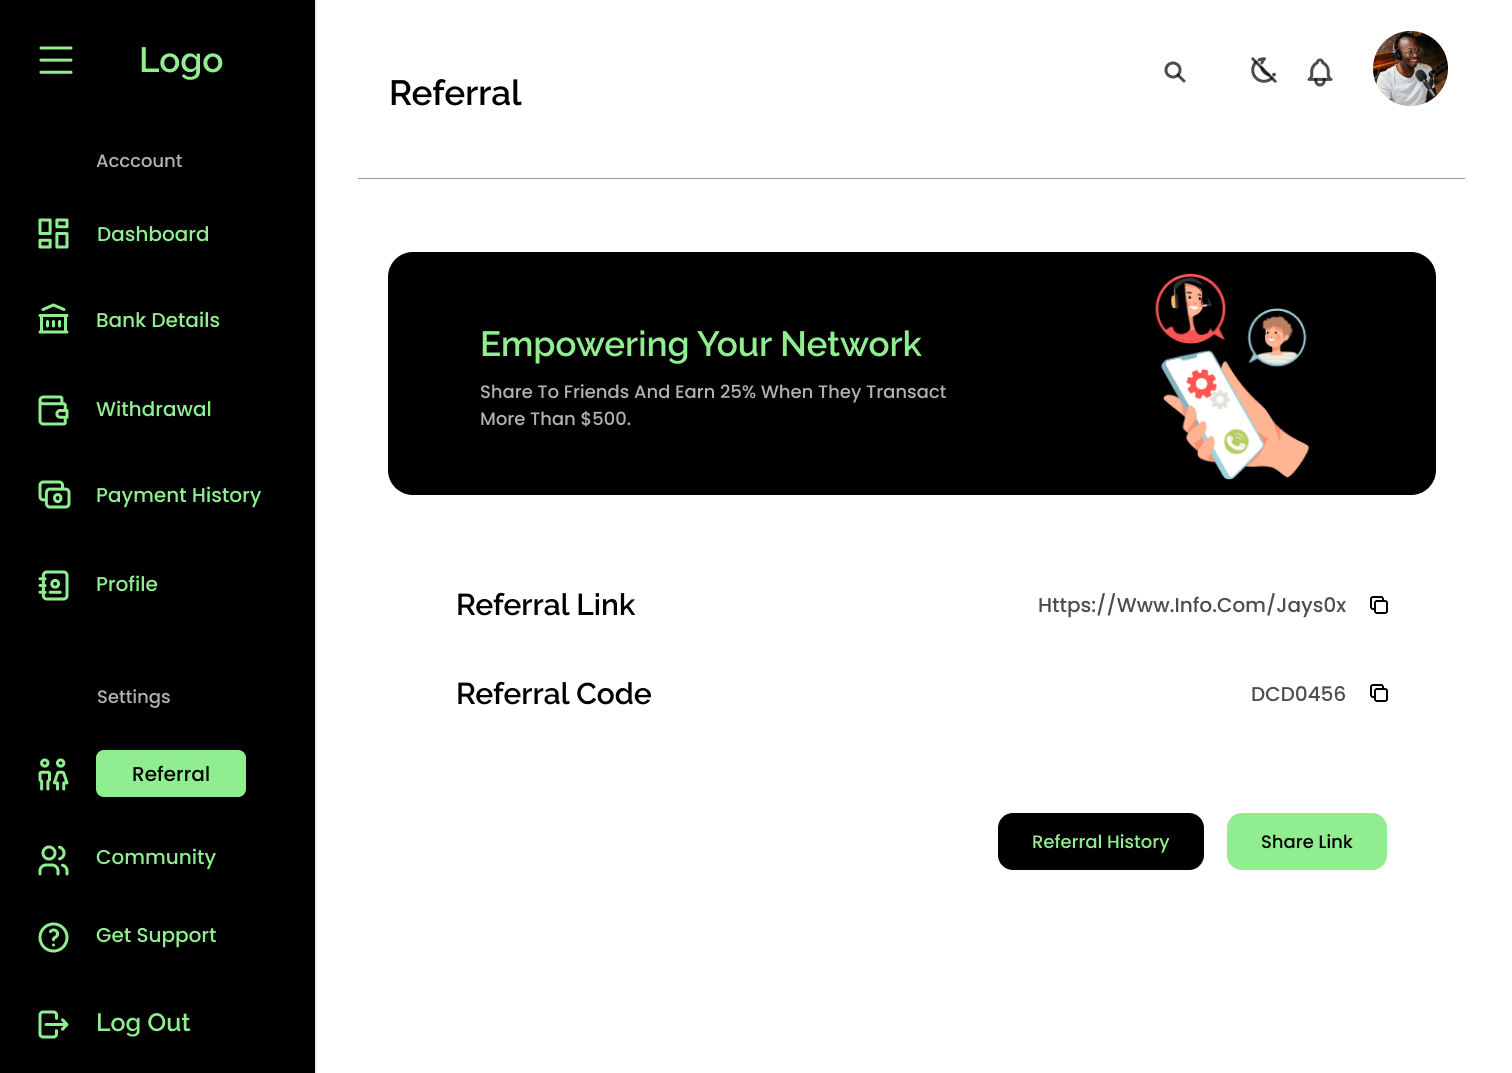 Logo
Acccount
Dashboard
Bank Details
Withdrawal
Payment History
Profile
Settings
Referral
Community
Get Support
Log Out
Referral
Empowering Your Network
Share To Friends And Earn 25% When They Transact
More Than $500.
Referral Link
Https://Www.Info.Com/Jays0x
Referral Code
DCD0456
Referral History
Share Link